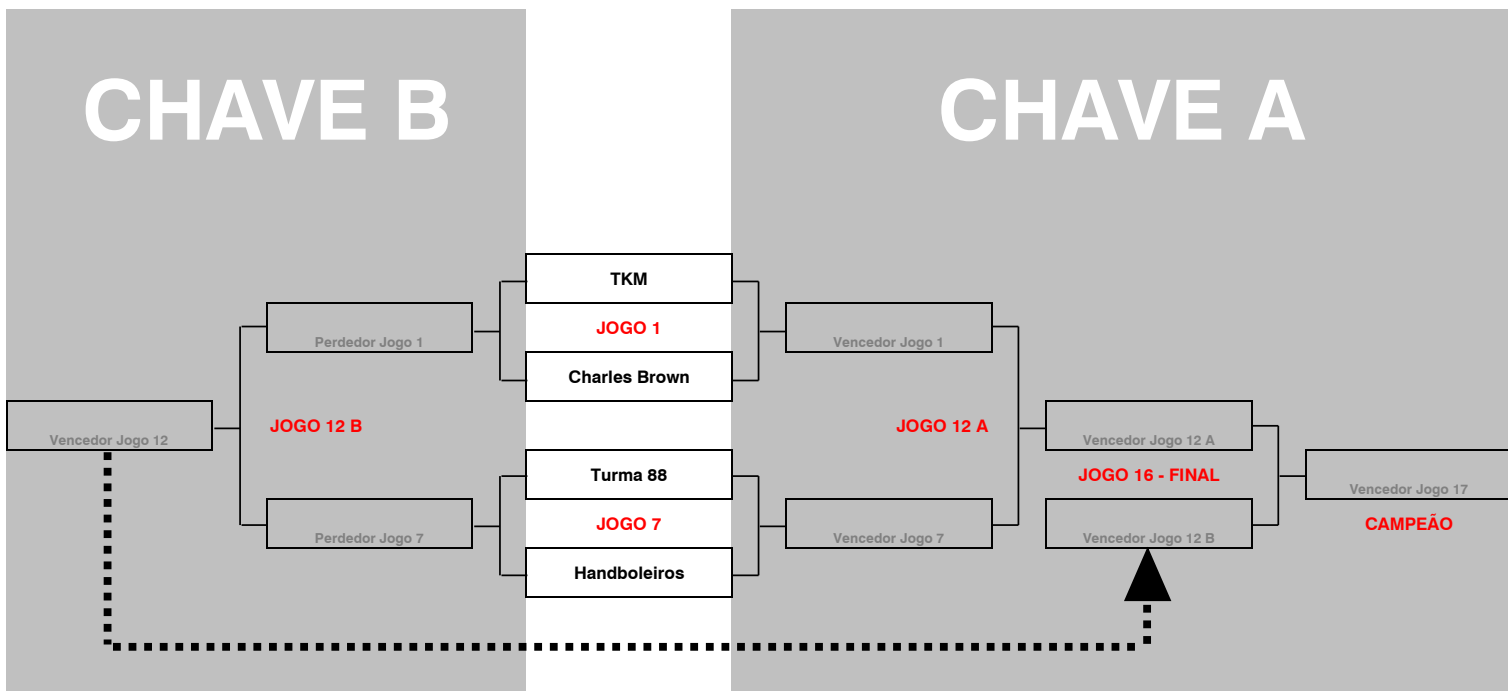 CHAVE B
CHAVE A
TKM
JOGO 1
Perdedor Jogo 1
Vencedor Jogo 1
Charles Brown
JOGO 12 B
JOGO 12 A
Vencedor Jogo 12
Vencedor Jogo 12 A
Turma 88
JOGO 16 - FINAL
Vencedor Jogo 17
JOGO 7
CAMPEÃO
Perdedor Jogo 7
Vencedor Jogo 7
Vencedor Jogo 12 B
Handboleiros